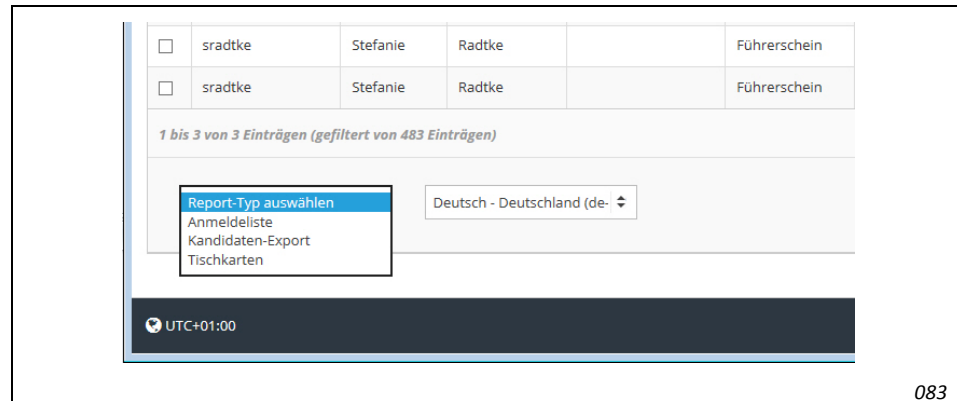 sradtke Stefanie Radtke Führerschein
sradtke Stefanie Radtke Führerschein
1 bis 3 von 3 Einträgen (gefiltert von 483 Einträgen)
Report-Typ auswählen Deutsch - Deutschland (de-
Anmeldeliste
Kandidaten-Export
Tischkarten
UTC+01:00
083